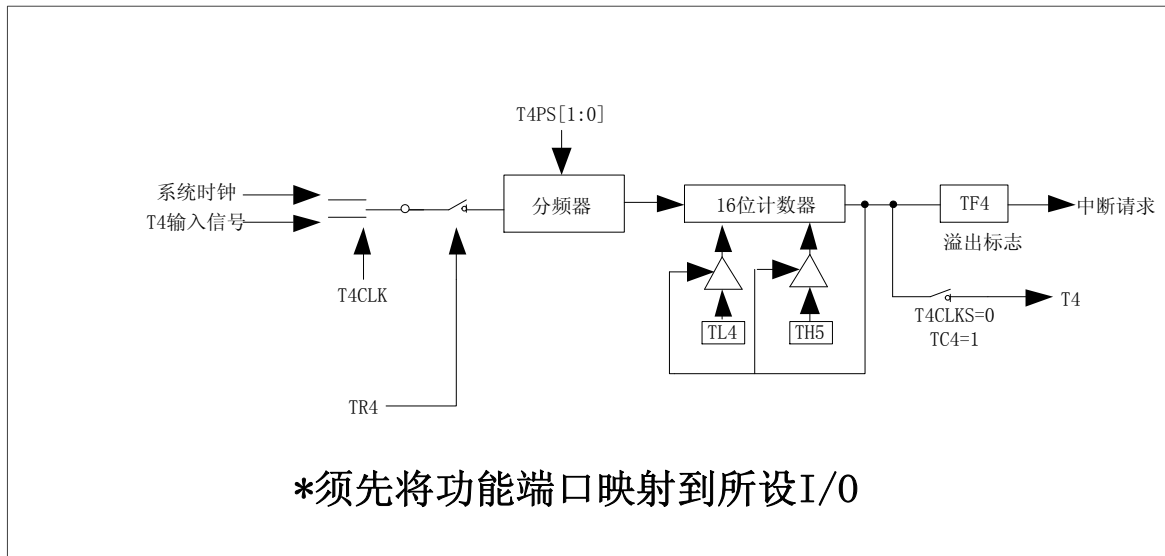 T4PS[1:0]
系统时钟
T4输入信号
分频器
16位计数器
TF4
中断请求
溢出标志
T4CLK
TL4
TH5
T4
T4CLKS=0
TC4=1
TR4
*须先将功能端口映射到所设I/O